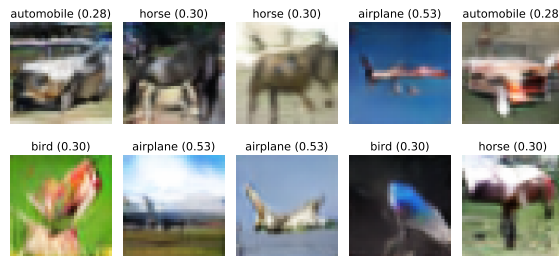 automobile (0.28) horse (0.30) horse (0.30) airplane (0.53) automobile (0.28
bird (0.30) airplane (0.53) airplane (0.53) bird (0.30) horse (0.30)